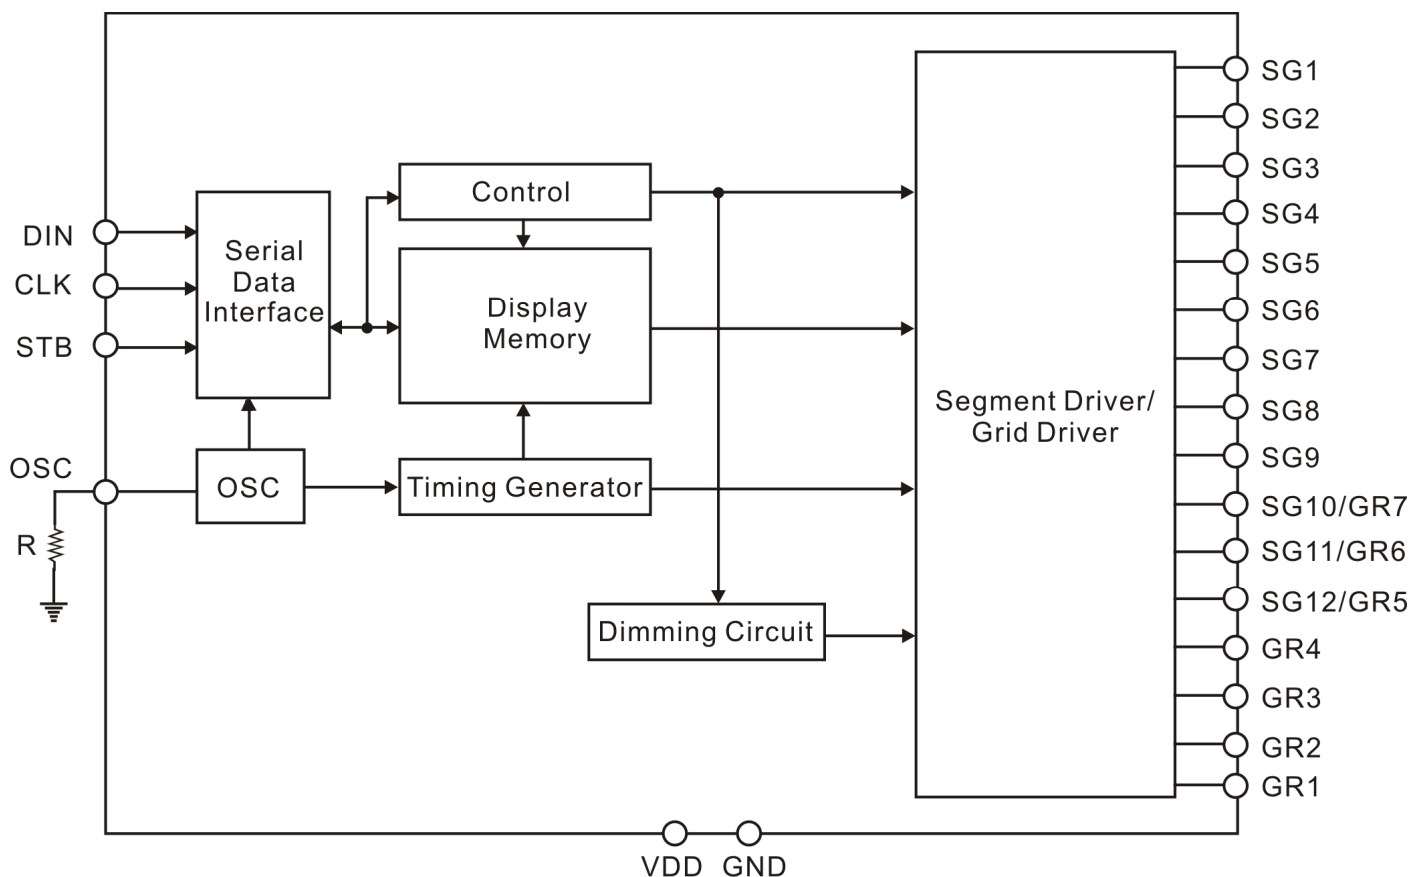 DIN
CLK
STB
OSC
R
Serial
Data
Interface
OSC
Control
Display
Memory
Timing Generator
Dimming Circuit
Segment Driver/
Grid Driver
SG1
SG2
SG3
SG4
SG5
SG6
SG7
SG8
SG9
SG10/GR7
SG11/GR6
SG12/GR5
GR4
GR3
GR2
GR1
VDD GND